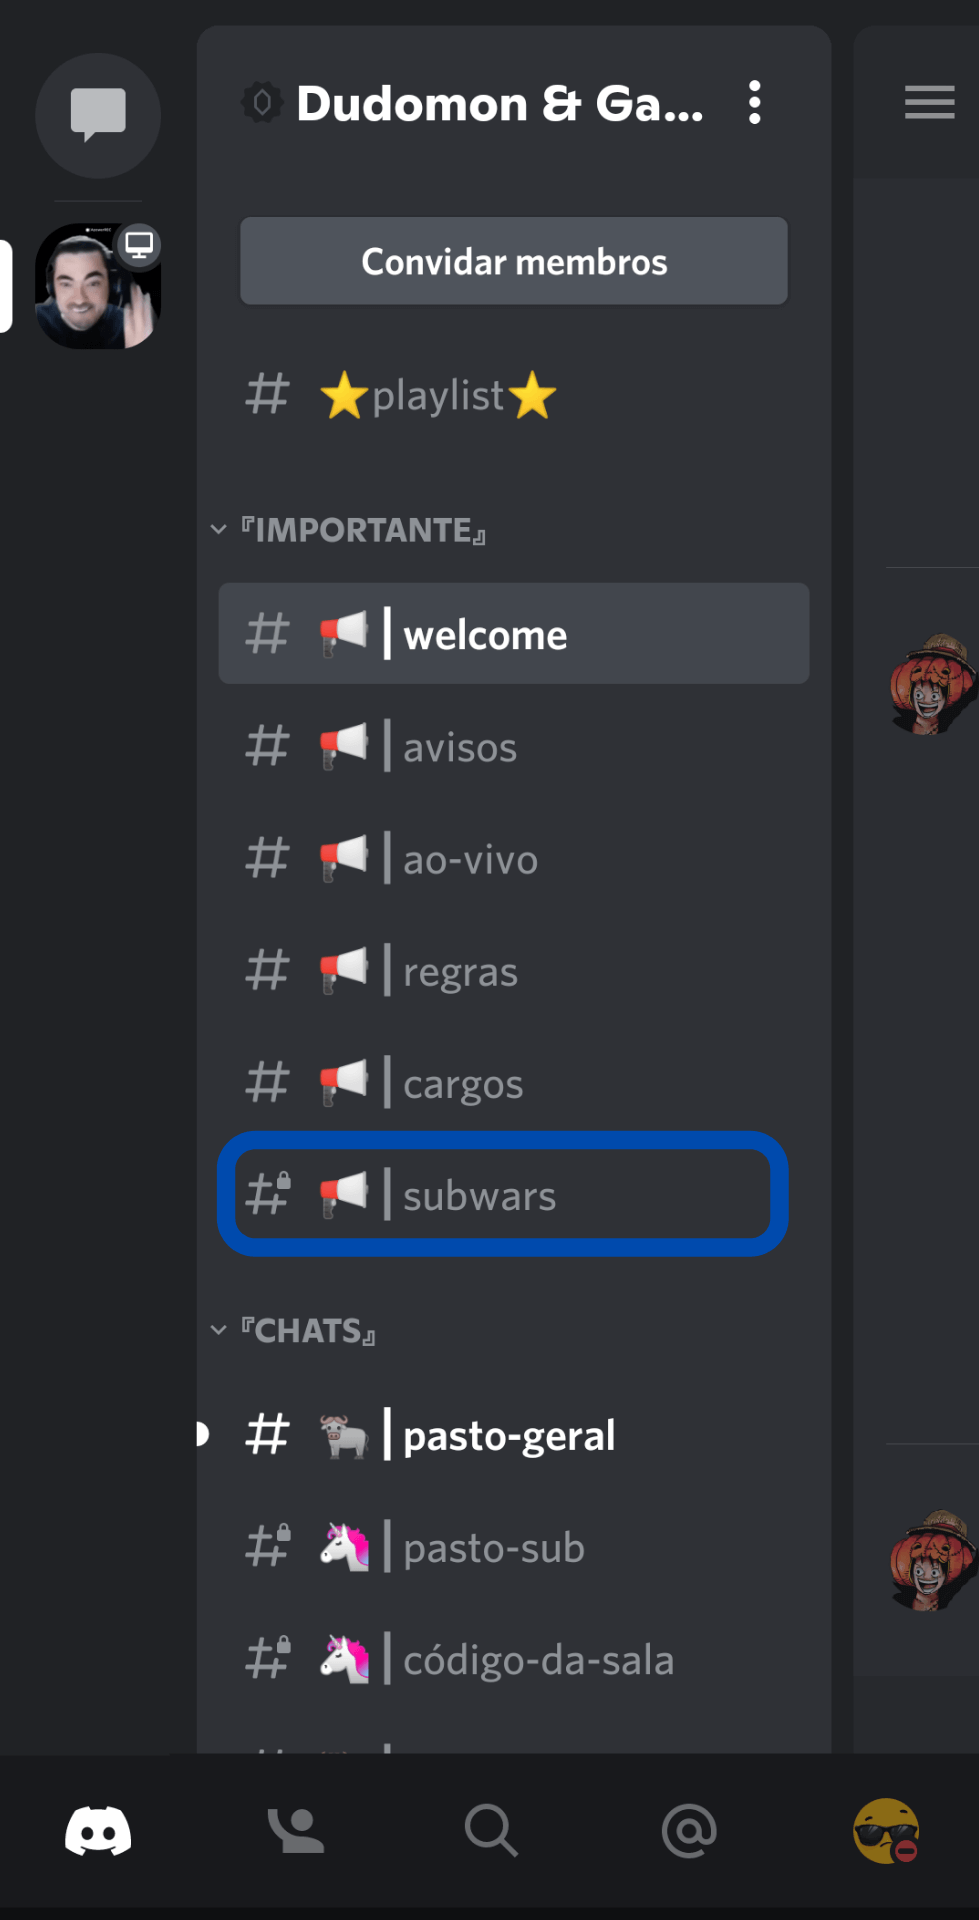 Dudomon & Ga...
Convidar membros
# ⭐playlist⭐
『IMPORTANTE』
# 📢┃welcome
# 📢┃avisos
# 📢┃ao-vivo
# 📢┃regras
# 📢┃cargos
# 📢┃subwars
『CHATS』
# 🐃┃pasto-geral
# 🦄┃pasto-sub
# 🦄┃código-da-sala